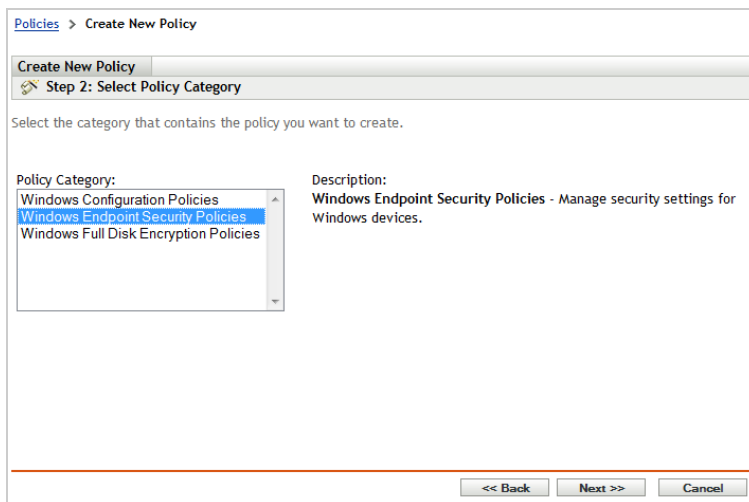 Policies > Create New Policy
Create New Policy
Step 2: Select Policy Category
Select the category that contains the policy you want to create.
Policy Category:
Windows Configuration Policies
Windows Endpoint Security Policies
Windows Full Disk Encryption Policies
Description:
Windows Endpoint Security Policies - Manage security settings for
Windows devices.
<< Back
Next >>
Cancel